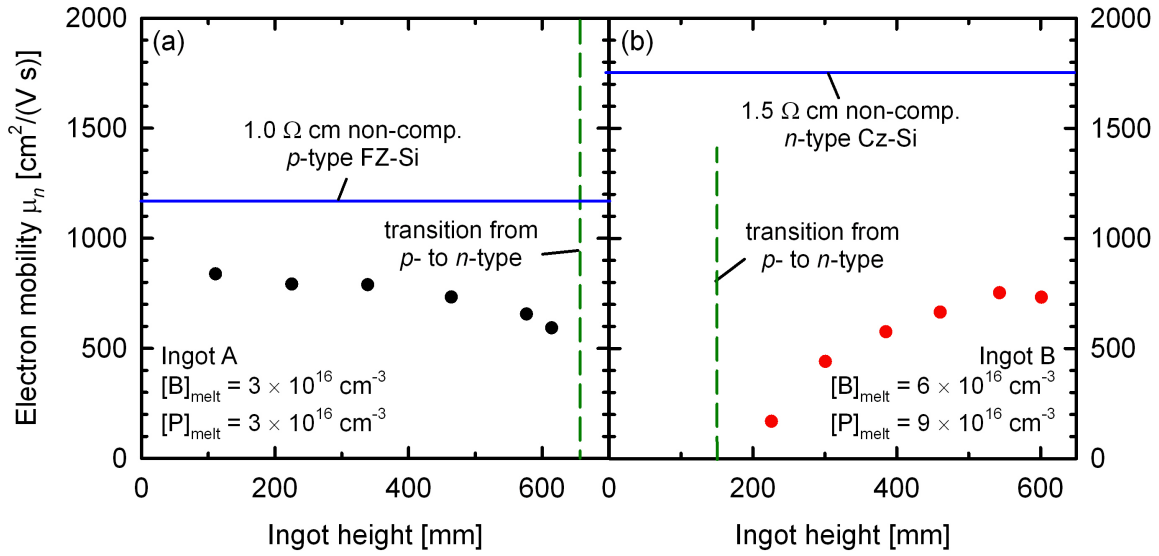 2000
1500
1000
500
0
Electron mobility μn [cm²/(V s)]
(a)
1.0 Ω cm non-comp.
p-type FZ-Si
transition from
p- to n-type
Ingot A
[B]melt = 3 × 10¹⁶ cm⁻³
[P]melt = 3 × 10¹⁶ cm⁻³
0 200 400 600
Ingot height [mm]
(b)
1.5 Ω cm non-comp.
n-type Cz-Si
transition from
p- to n-type
Ingot B
[B]melt = 6 × 10¹⁶ cm⁻³
[P]melt = 9 × 10¹⁶ cm⁻³
0 200 400 600
Ingot height [mm]
2000
1500
1000
500
0